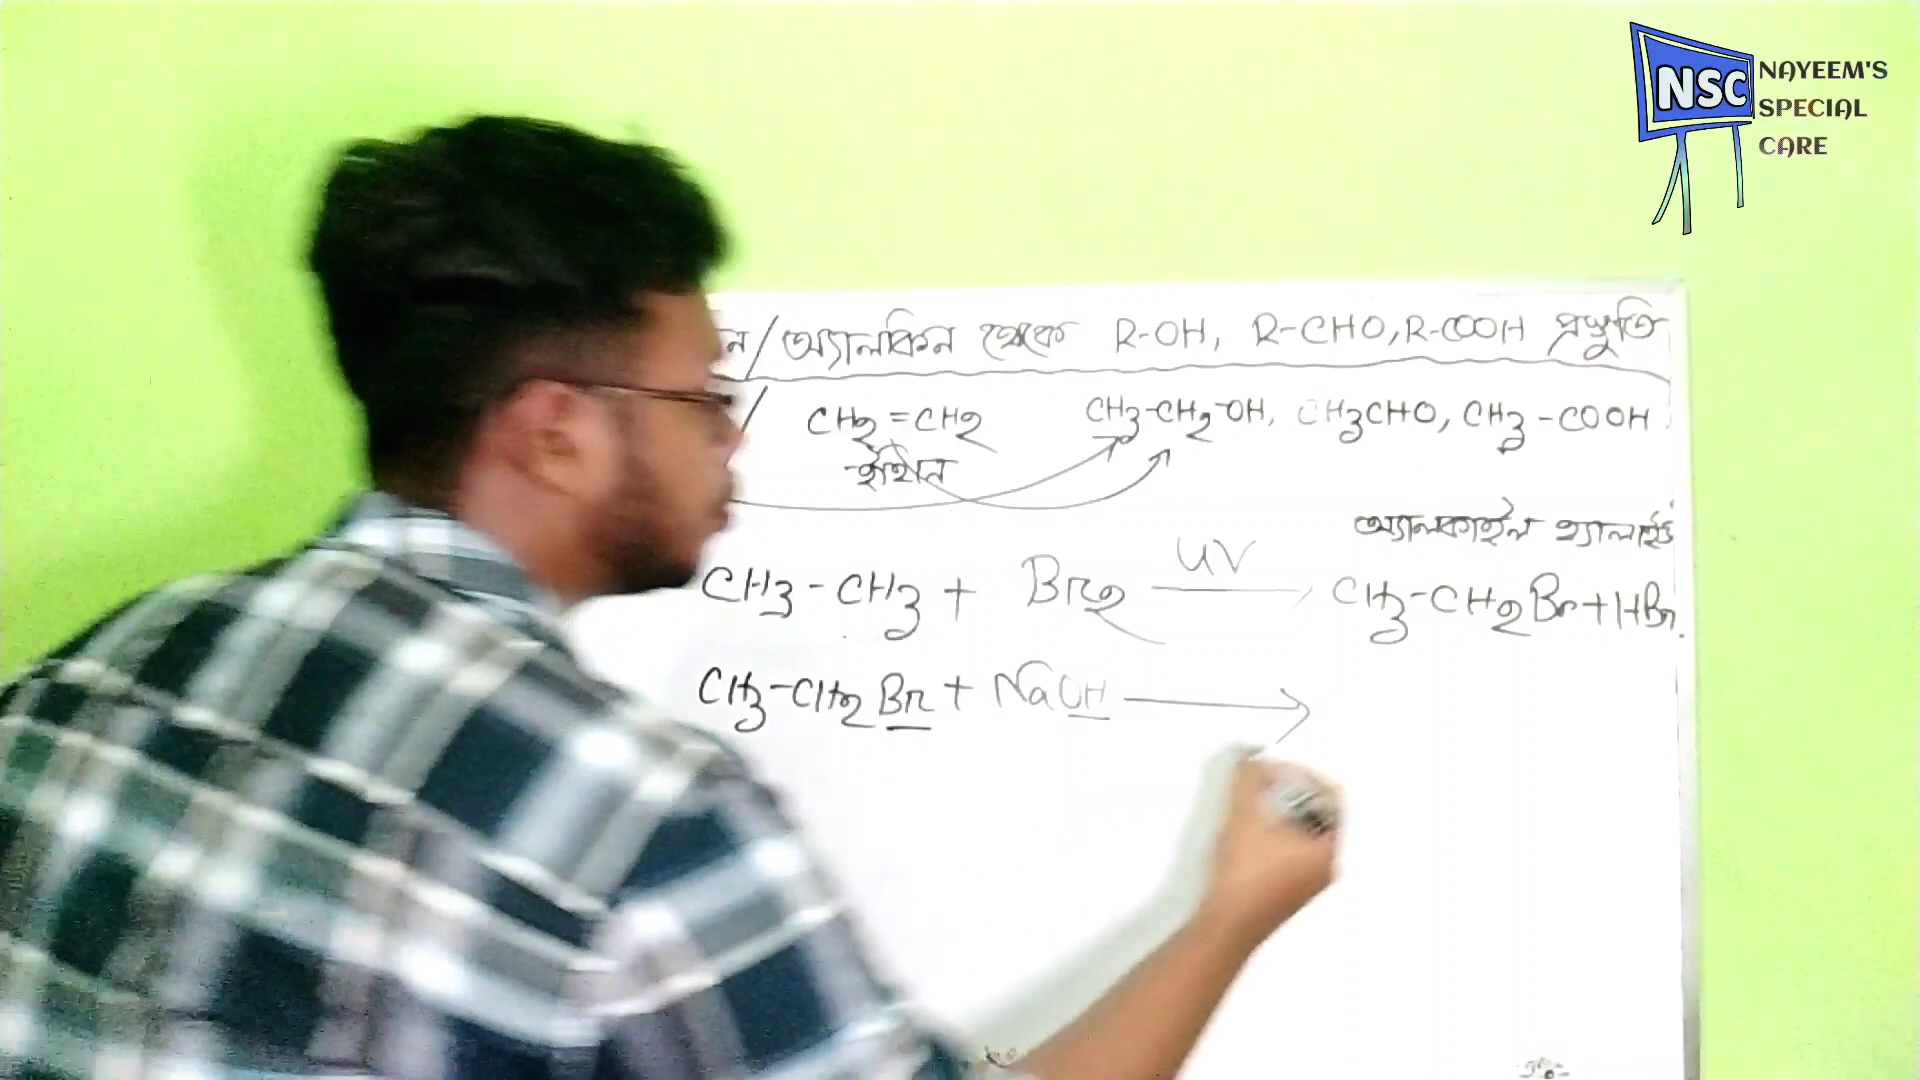 NSC NAYEEM'S
SPECIAL
CARE
ন/অ্যালকিন থেকে R-OH, R-CHO, R-COOH প্রস্তুতি
/ CH2=CH2 CH3-CH2-OH, CH3CHO, CH3-COOH
ইথিন
অ্যালকাইল হ্যালাইড
CH3-CH3 + Br2 UV CH3-CH2Br+HBr
CH3-CH2Br + NaOH